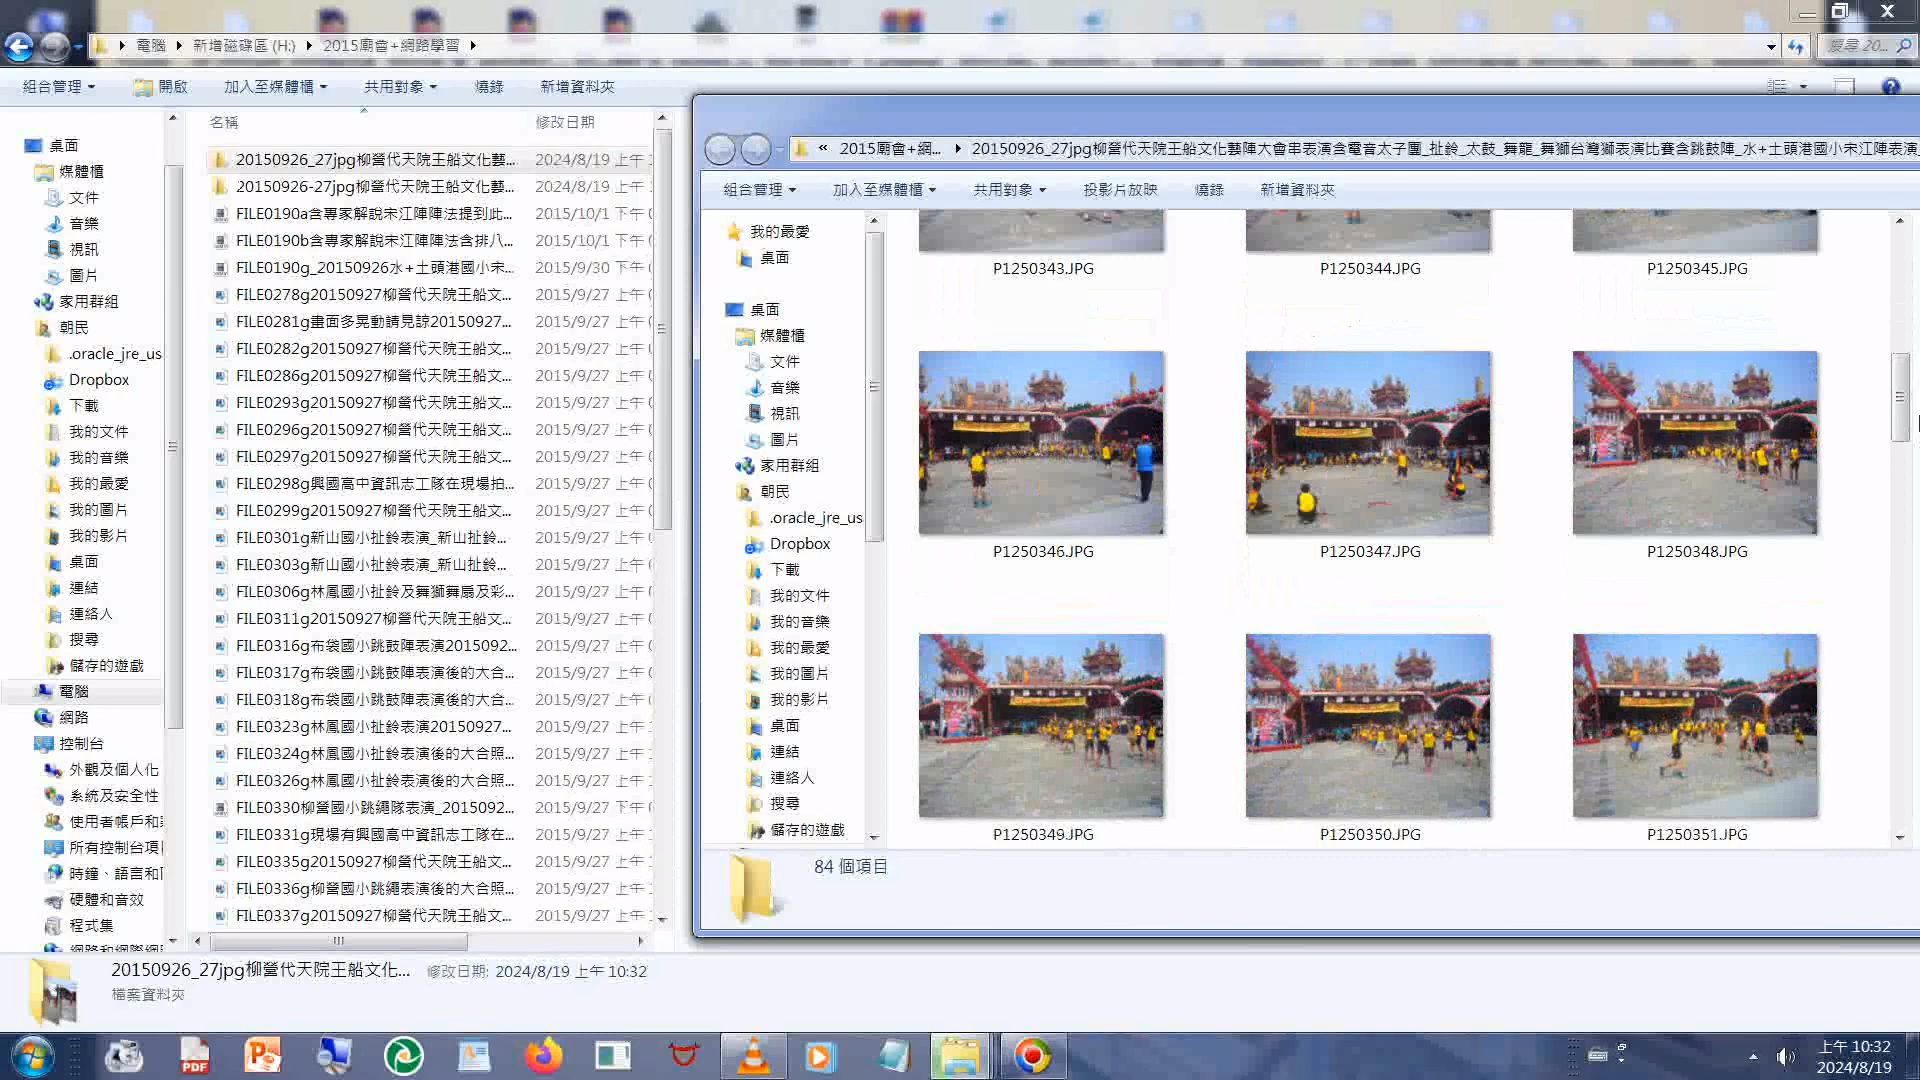 電腦 新增磁碟區 (H:) 2015廟會+網路學習
搜尋 20...
組合管理 開啟 加入至媒體櫃 共用對象 燒錄 新增資料夾
名稱 修改日期
桌面
媒體櫃
文件
音樂
視訊
圖片
家用群組
朝民
.oracle_jre_us
Dropbox
下載
我的文件
我的音樂
我的最愛
我的圖片
我的影片
桌面
連結
連絡人
搜尋
儲存的遊戲
電腦
網路
控制台
外觀及個人化
系統及安全性
使用者帳戶和
所有控制台項
時鐘、語言和
硬體和音效
程式集
20150926_27jpg柳營代天院王船文化藝... 2024/8/19 上午
20150926-27jpg柳營代天院王船文化藝... 2024/8/19 上午
FILE0190a含專家解說宋江陣陣法提到此... 2015/10/1 下午
FILE0190b含專家解說宋江陣陣法含排八... 2015/10/1 下午
FILE0190g_20150926水+土頭港國小宋... 2015/9/30 下午
FILE0278g20150927柳營代天院王船文... 2015/9/27 上午
FILE0281g畫面多晃動請見諒20150927... 2015/9/27 上午
FILE0282g20150927柳營代天院王船文... 2015/9/27 上午
FILE0286g20150927柳營代天院王船文... 2015/9/27 上午
FILE0293g20150927柳營代天院王船文... 2015/9/27 上午
FILE0296g20150927柳營代天院王船文... 2015/9/27 上午
FILE0297g20150927柳營代天院王船文... 2015/9/27 上午
FILE0298g興國高中資訊志工隊在現場拍... 2015/9/27 上午
FILE0299g20150927柳營代天院王船文... 2015/9/27 上午
FILE0301g新山國小扯鈴表演_新山扯鈴... 2015/9/27 上午
FILE0303g新山國小扯鈴表演_新山扯鈴... 2015/9/27 上午
FILE0306g林鳳國小扯鈴及舞獅舞扇及彩... 2015/9/27 上午
FILE0311g20150927柳營代天院王船文... 2015/9/27 上午
FILE0316g布袋國小跳鼓陣表演2015092... 2015/9/27 上午
FILE0317g布袋國小跳鼓陣表演後的大合... 2015/9/27 上午
FILE0318g布袋國小跳鼓陣表演後的大合... 2015/9/27 上午
FILE0323g林鳳國小扯鈴表演20150927... 2015/9/27 上午
FILE0324g林鳳國小扯鈴表演後的大合照... 2015/9/27 上午
FILE0326g林鳳國小扯鈴表演後的大合照... 2015/9/27 上午
FILE0330柳營國小跳繩隊表演_2015092... 2015/9/27 下午
FILE0331g現場有興國高中資訊志工隊在... 2015/9/27 上午
FILE0335g20150927柳營代天院王船文... 2015/9/27 上午
FILE0336g柳營國小跳繩表演後的大合照... 2015/9/27 上午
FILE0337g20150927柳營代天院王船文... 2015/9/27 上午
20150926_27jpg柳營代天院王船文化... 修改日期: 2024/8/19 上午 10:32
檔案資料夾
« 2015廟會+網... 20150926_27jpg柳營代天院王船文化藝陣大會串表演含電音太子團_扯鈴_太鼓_舞龍_舞獅台灣獅表演比賽含跳鼓陣_水+土頭港國小宋江陣表演
組合管理 加入至媒體櫃 共用對象 投影片放映 燒錄 新增資料夾
我的最愛
桌面
桌面
媒體櫃
文件
音樂
視訊
圖片
家用群組
朝民
.oracle_jre_us
Dropbox
下載
我的文件
我的音樂
我的最愛
我的圖片
我的影片
桌面
連結
連絡人
搜尋
儲存的遊戲
P1250343.JPG P1250344.JPG P1250345.JPG
P1250346.JPG P1250347.JPG P1250348.JPG
P1250349.JPG P1250350.JPG P1250351.JPG
84 個項目
PDF
上午 10:32
2024/8/19